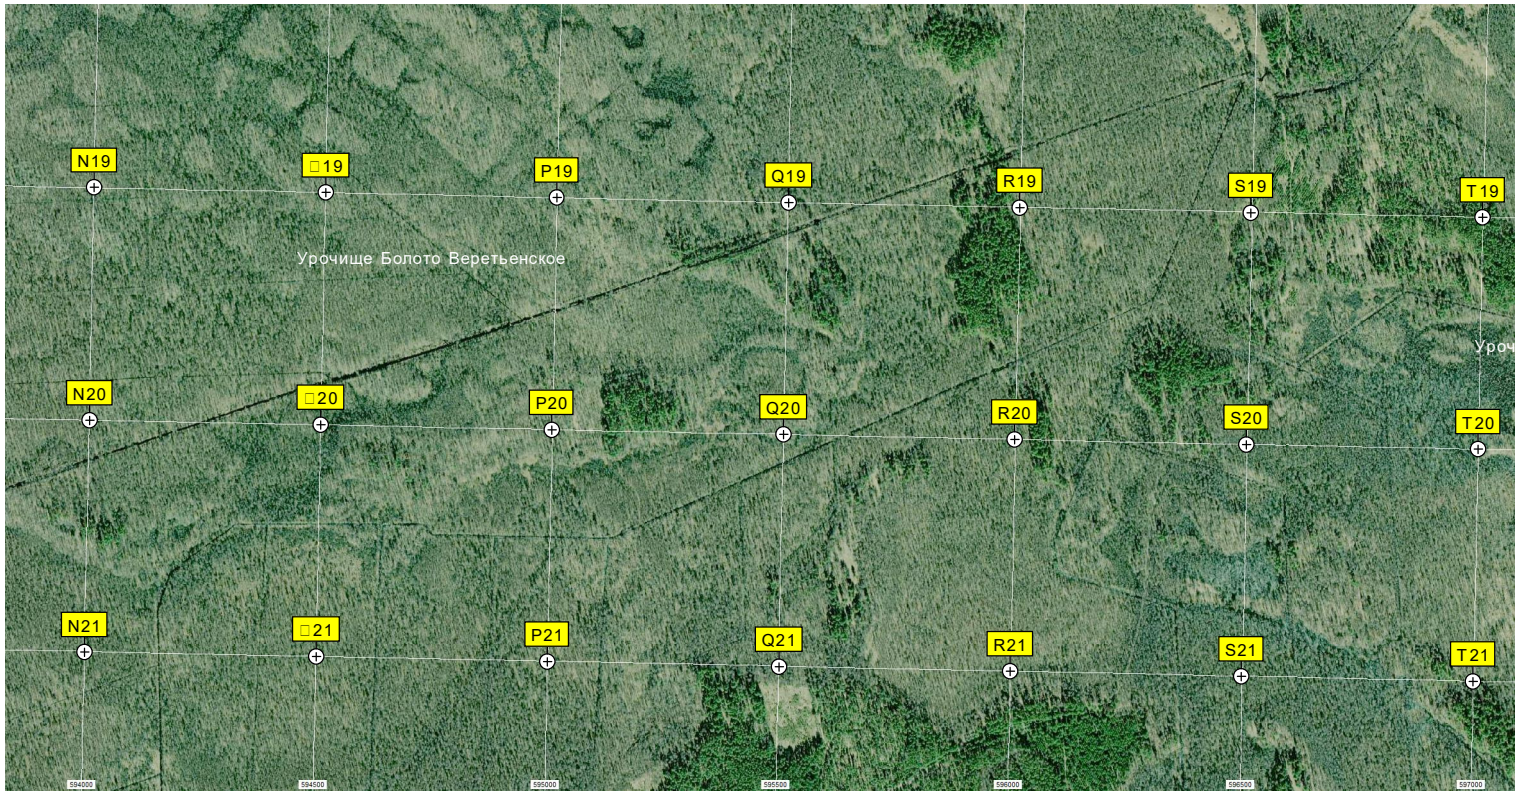 N19 □19 P19 Q19 R19 S19 T19
Урочище Болото Веретьенское
Уроч
N20 □20 P20 Q20 R20 S20 T20
N21 □21 P21 Q21 R21 S21 T21
594000 594500 595000 595500 596000 596500 597000